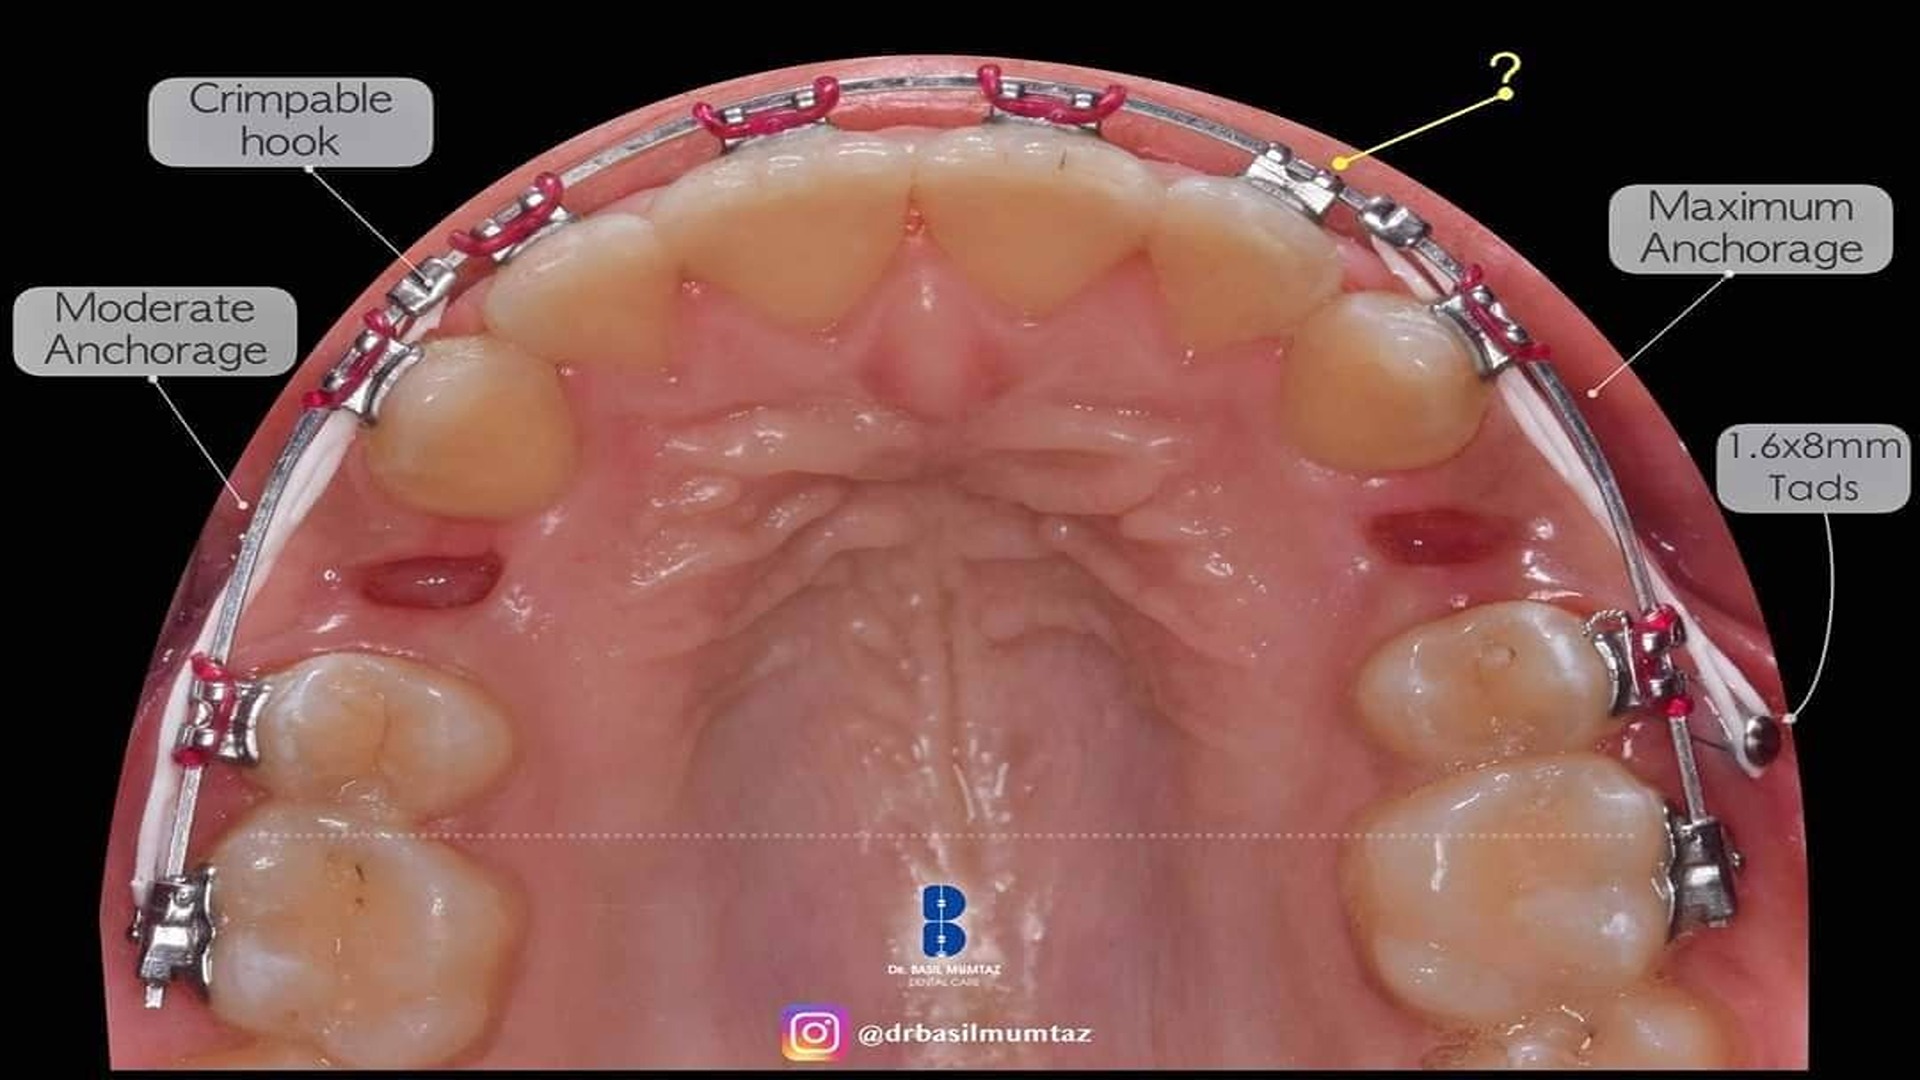 Crimpable
hook
?
Maximum
Anchorage
Moderate
Anchorage
1.6x8mm
Tads
Dr. BASIL MUMTAZ
DENTAL CARE
@drbasilmumtaz